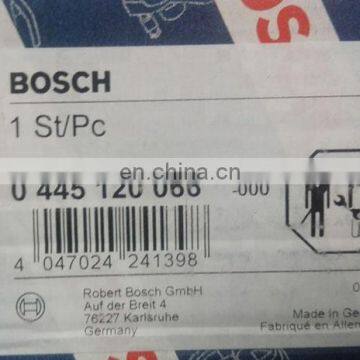 BOSCH
1 St/Pc
en.china.cn
0 445 120 066 -000
4 047024 241398
Robert Bosch GmbH
Auf der Breit 4
76227 Karlsruhe
Germany
Made in Ge
Fabriqué en Allem